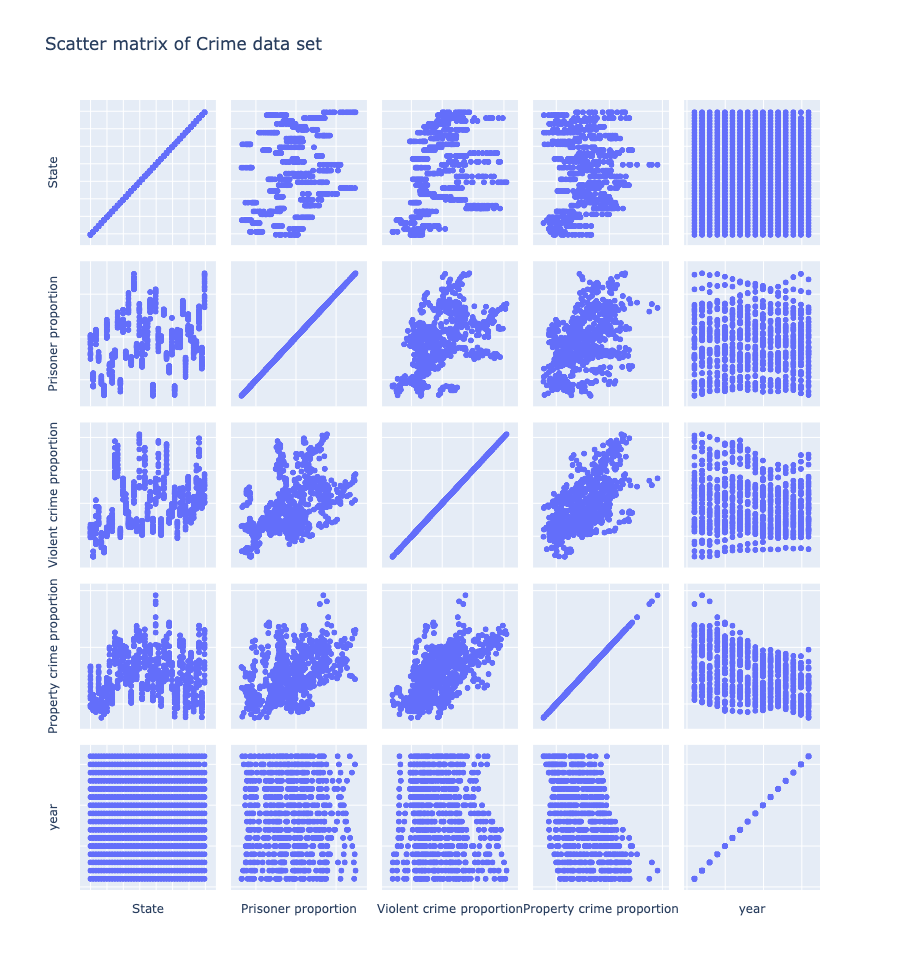 Scatter matrix of Crime data set
State
Prisoner proportion
Violent crime proportion
Property crime proportion
year
State
Prisoner proportion
Violent crime proportion
Property crime proportion
year